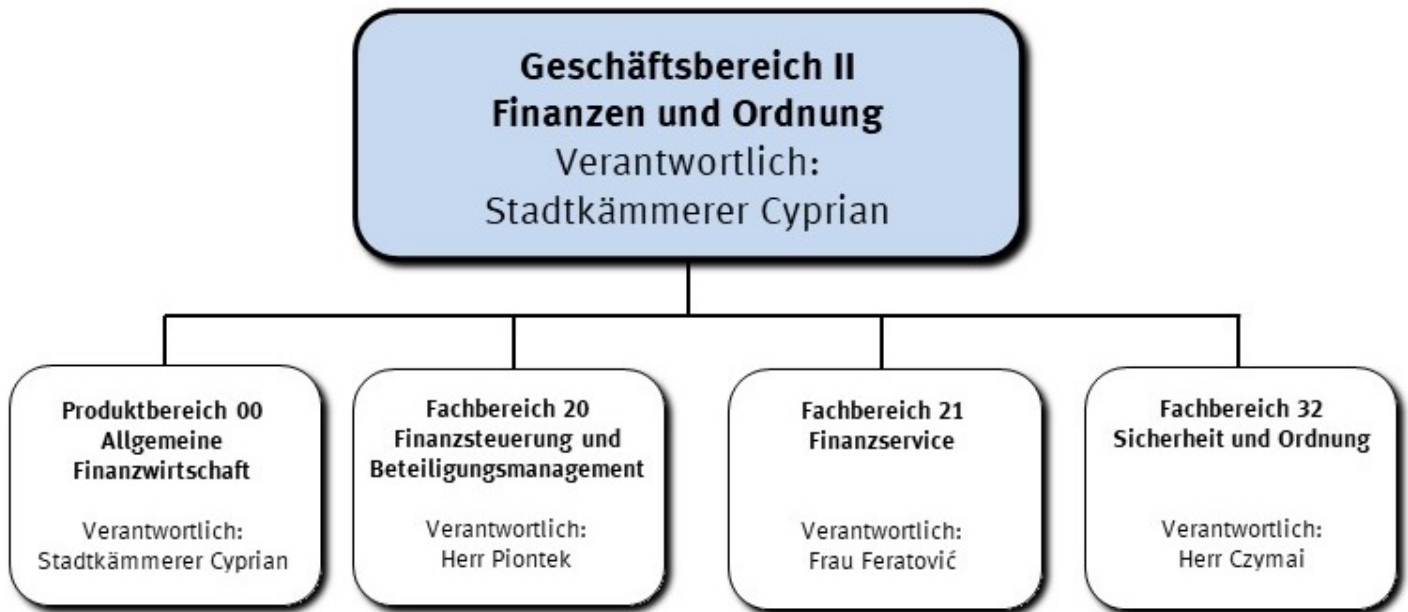 Geschäftsbereich II
Finanzen und Ordnung
Verantwortlich:
Stadtkämmerer Cyprian
Produktbereich 00
Allgemeine
Finanzwirtschaft
Verantwortlich:
Stadtkämmerer Cyprian
Fachbereich 20
Finanzsteuerung und
Beteiligungsmanagement
Verantwortlich:
Herr Piontek
Fachbereich 21
Finanzservice
Verantwortlich:
Frau Feratović
Fachbereich 32
Sicherheit und Ordnung
Verantwortlich:
Herr Czymai